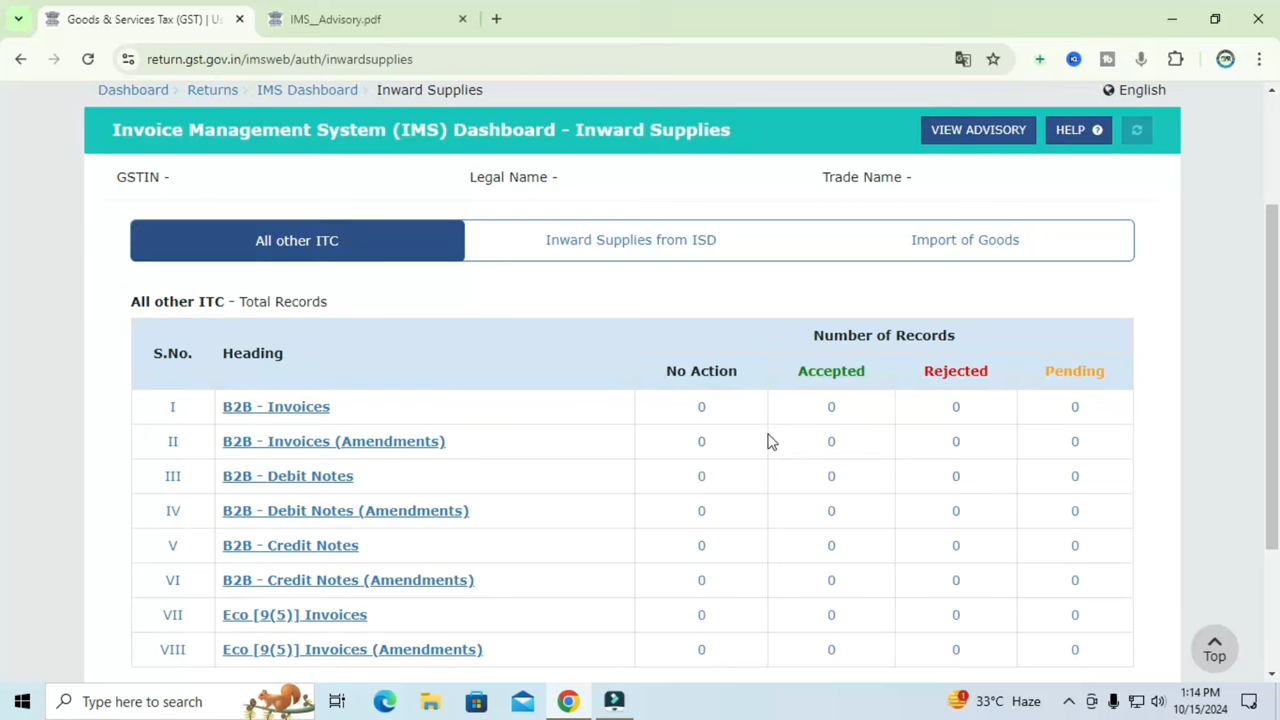 Goods & Services Tax (GST) | Us
IMS__Advisory.pdf
return.gst.gov.in/imsweb/auth/inwardsupplies
Dashboard › Returns › IMS Dashboard › Inward Supplies
English
Invoice Management System (IMS) Dashboard - Inward Supplies
VIEW ADVISORY
HELP ?
GSTIN -
Legal Name -
Trade Name -
All other ITC
Inward Supplies from ISD
Import of Goods
All other ITC - Total Records
S.No. Heading Number of Records
No Action Accepted Rejected Pending
I B2B - Invoices 0 0 0 0
II B2B - Invoices (Amendments) 0 0 0 0
III B2B - Debit Notes 0 0 0 0
IV B2B - Debit Notes (Amendments) 0 0 0 0
V B2B - Credit Notes 0 0 0 0
VI B2B - Credit Notes (Amendments) 0 0 0 0
VII Eco [9(5)] Invoices 0 0 0 0
VIII Eco [9(5)] Invoices (Amendments) 0 0 0 0
Top
Type here to search
33°C Haze
1:14 PM
10/15/2024